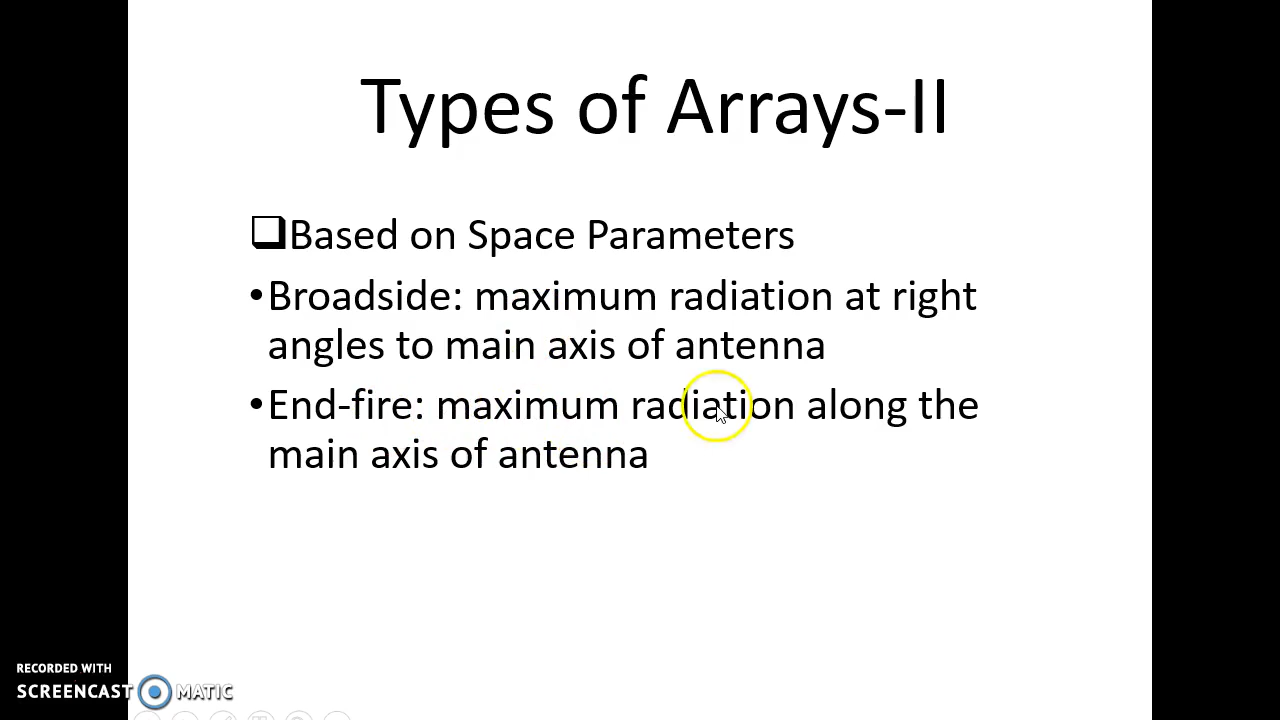 Types of Arrays-II
❑Based on Space Parameters
•Broadside: maximum radiation at right
angles to main axis of antenna
•End-fire: maximum radiation along the
main axis of antenna
RECORDED WITH
SCREENCAST MATIC